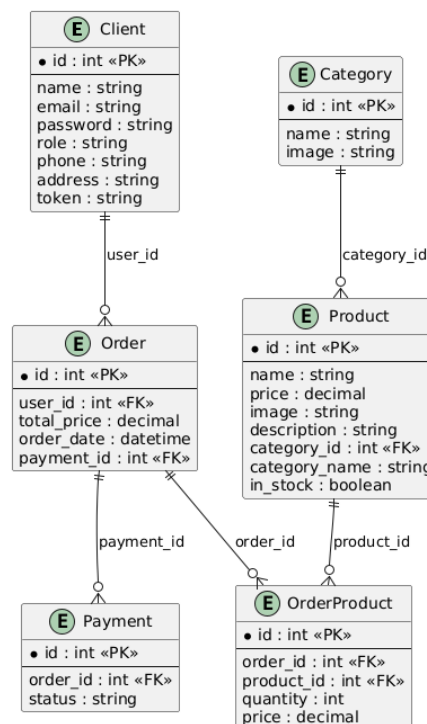 E Client
* id : int «PK»
name : string
email : string
password : string
role : string
phone : string
address : string
token : string
E Category
* id : int «PK»
name : string
image : string
user_id
category_id
E Order
* id : int «PK»
user_id : int «FK»
total_price : decimal
order_date : datetime
payment_id : int «FK»
E Product
* id : int «PK»
name : string
price : decimal
image : string
description : string
category_id : int «FK»
category_name : string
in_stock : boolean
payment_id
order_id
product_id
E Payment
* id : int «PK»
order_id : int «FK»
status : string
E OrderProduct
* id : int «PK»
order_id : int «FK»
product_id : int «FK»
quantity : int
price : decimal